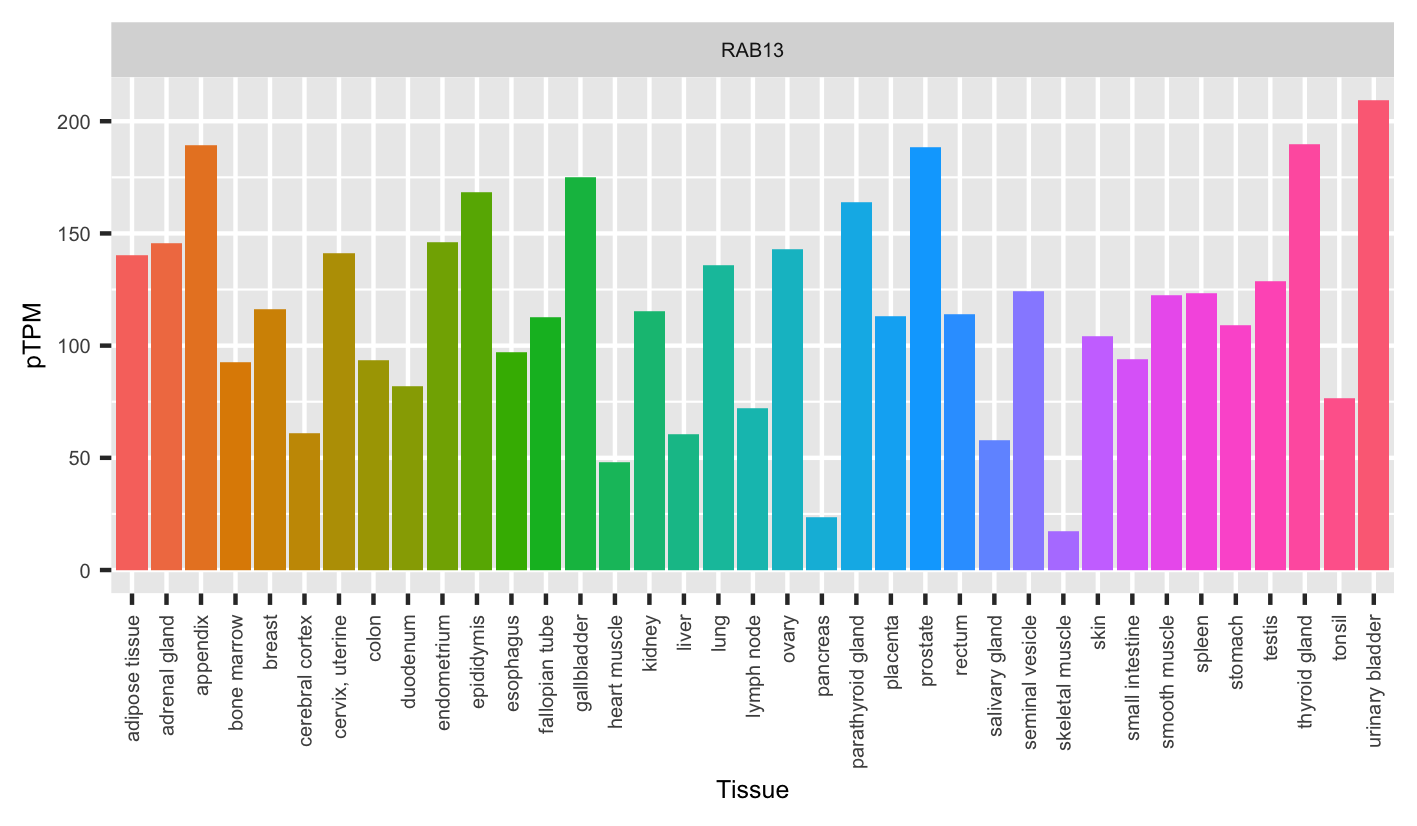 RAB13
200
150
100
50
0
pTPM
adipose tissue
adrenal gland
appendix
bone marrow
breast
cerebral cortex
cervix, uterine
colon
duodenum
endometrium
epididymis
esophagus
fallopian tube
gallbladder
heart muscle
kidney
liver
lung
lymph node
ovary
pancreas
parathyroid gland
placenta
prostate
rectum
salivary gland
seminal vesicle
skeletal muscle
skin
small intestine
smooth muscle
spleen
stomach
testis
thyroid gland
tonsil
urinary bladder
Tissue